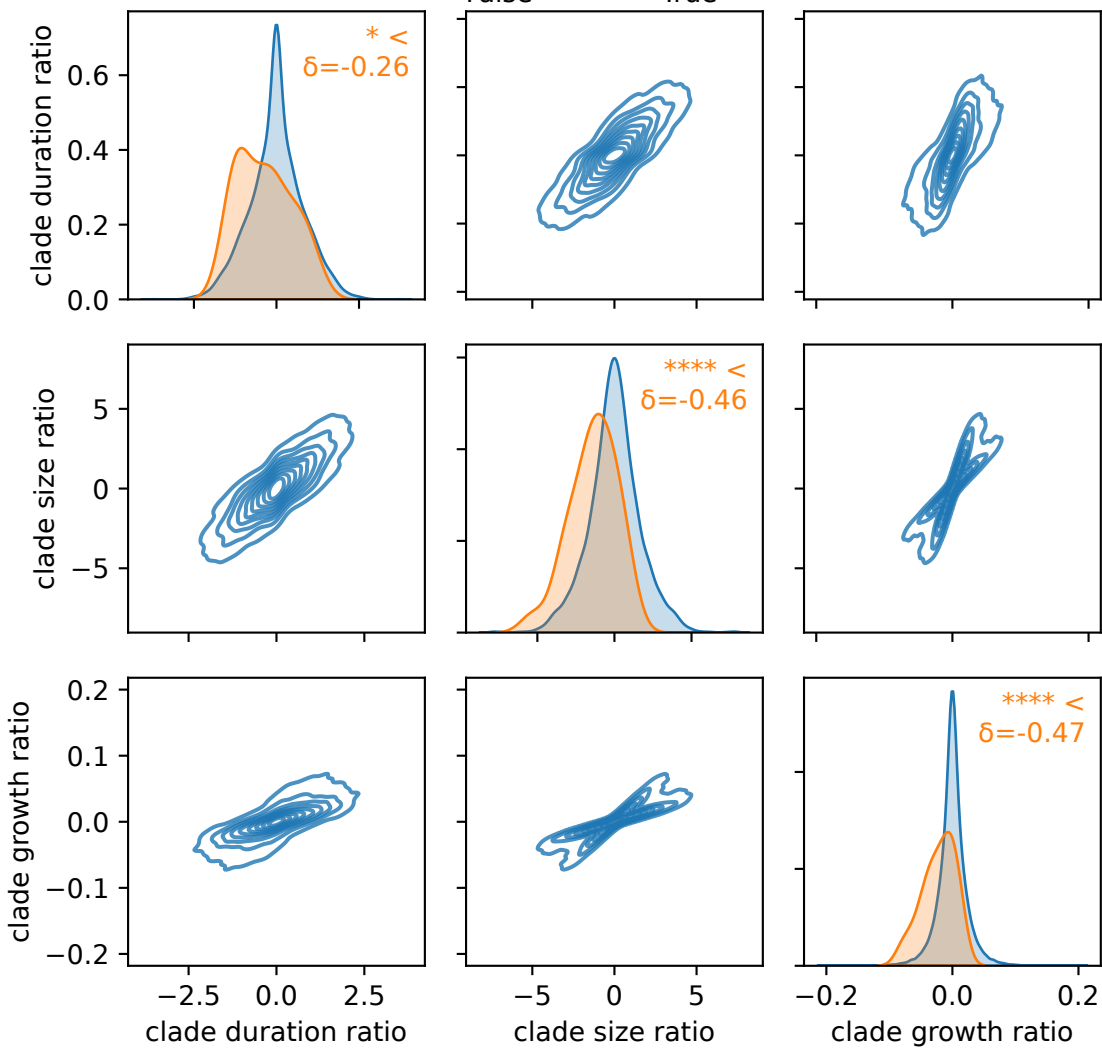 * <
δ=-0.26
clade duration ratio
0.6
0.4
0.2
0.0
**** <
δ=-0.46
clade size ratio
5
0
−5
**** <
δ=-0.47
clade growth ratio
0.2
0.1
0.0
−0.1
−0.2
−2.5 0.0 2.5 −5 0 5 −0.2 0.0 0.2
clade duration ratio clade size ratio clade growth ratio